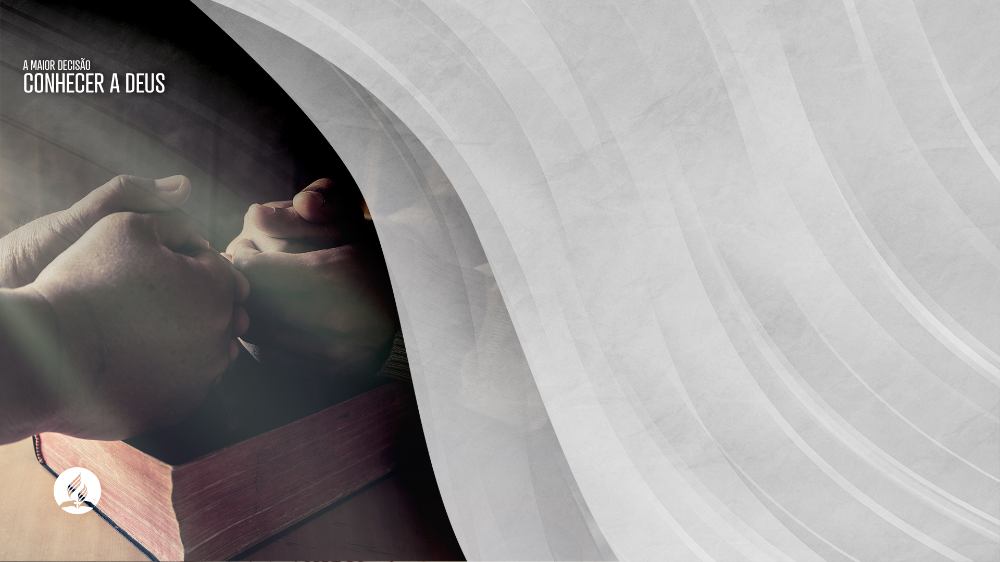 A MAIOR DECISÃO
CONHECER A DEUS